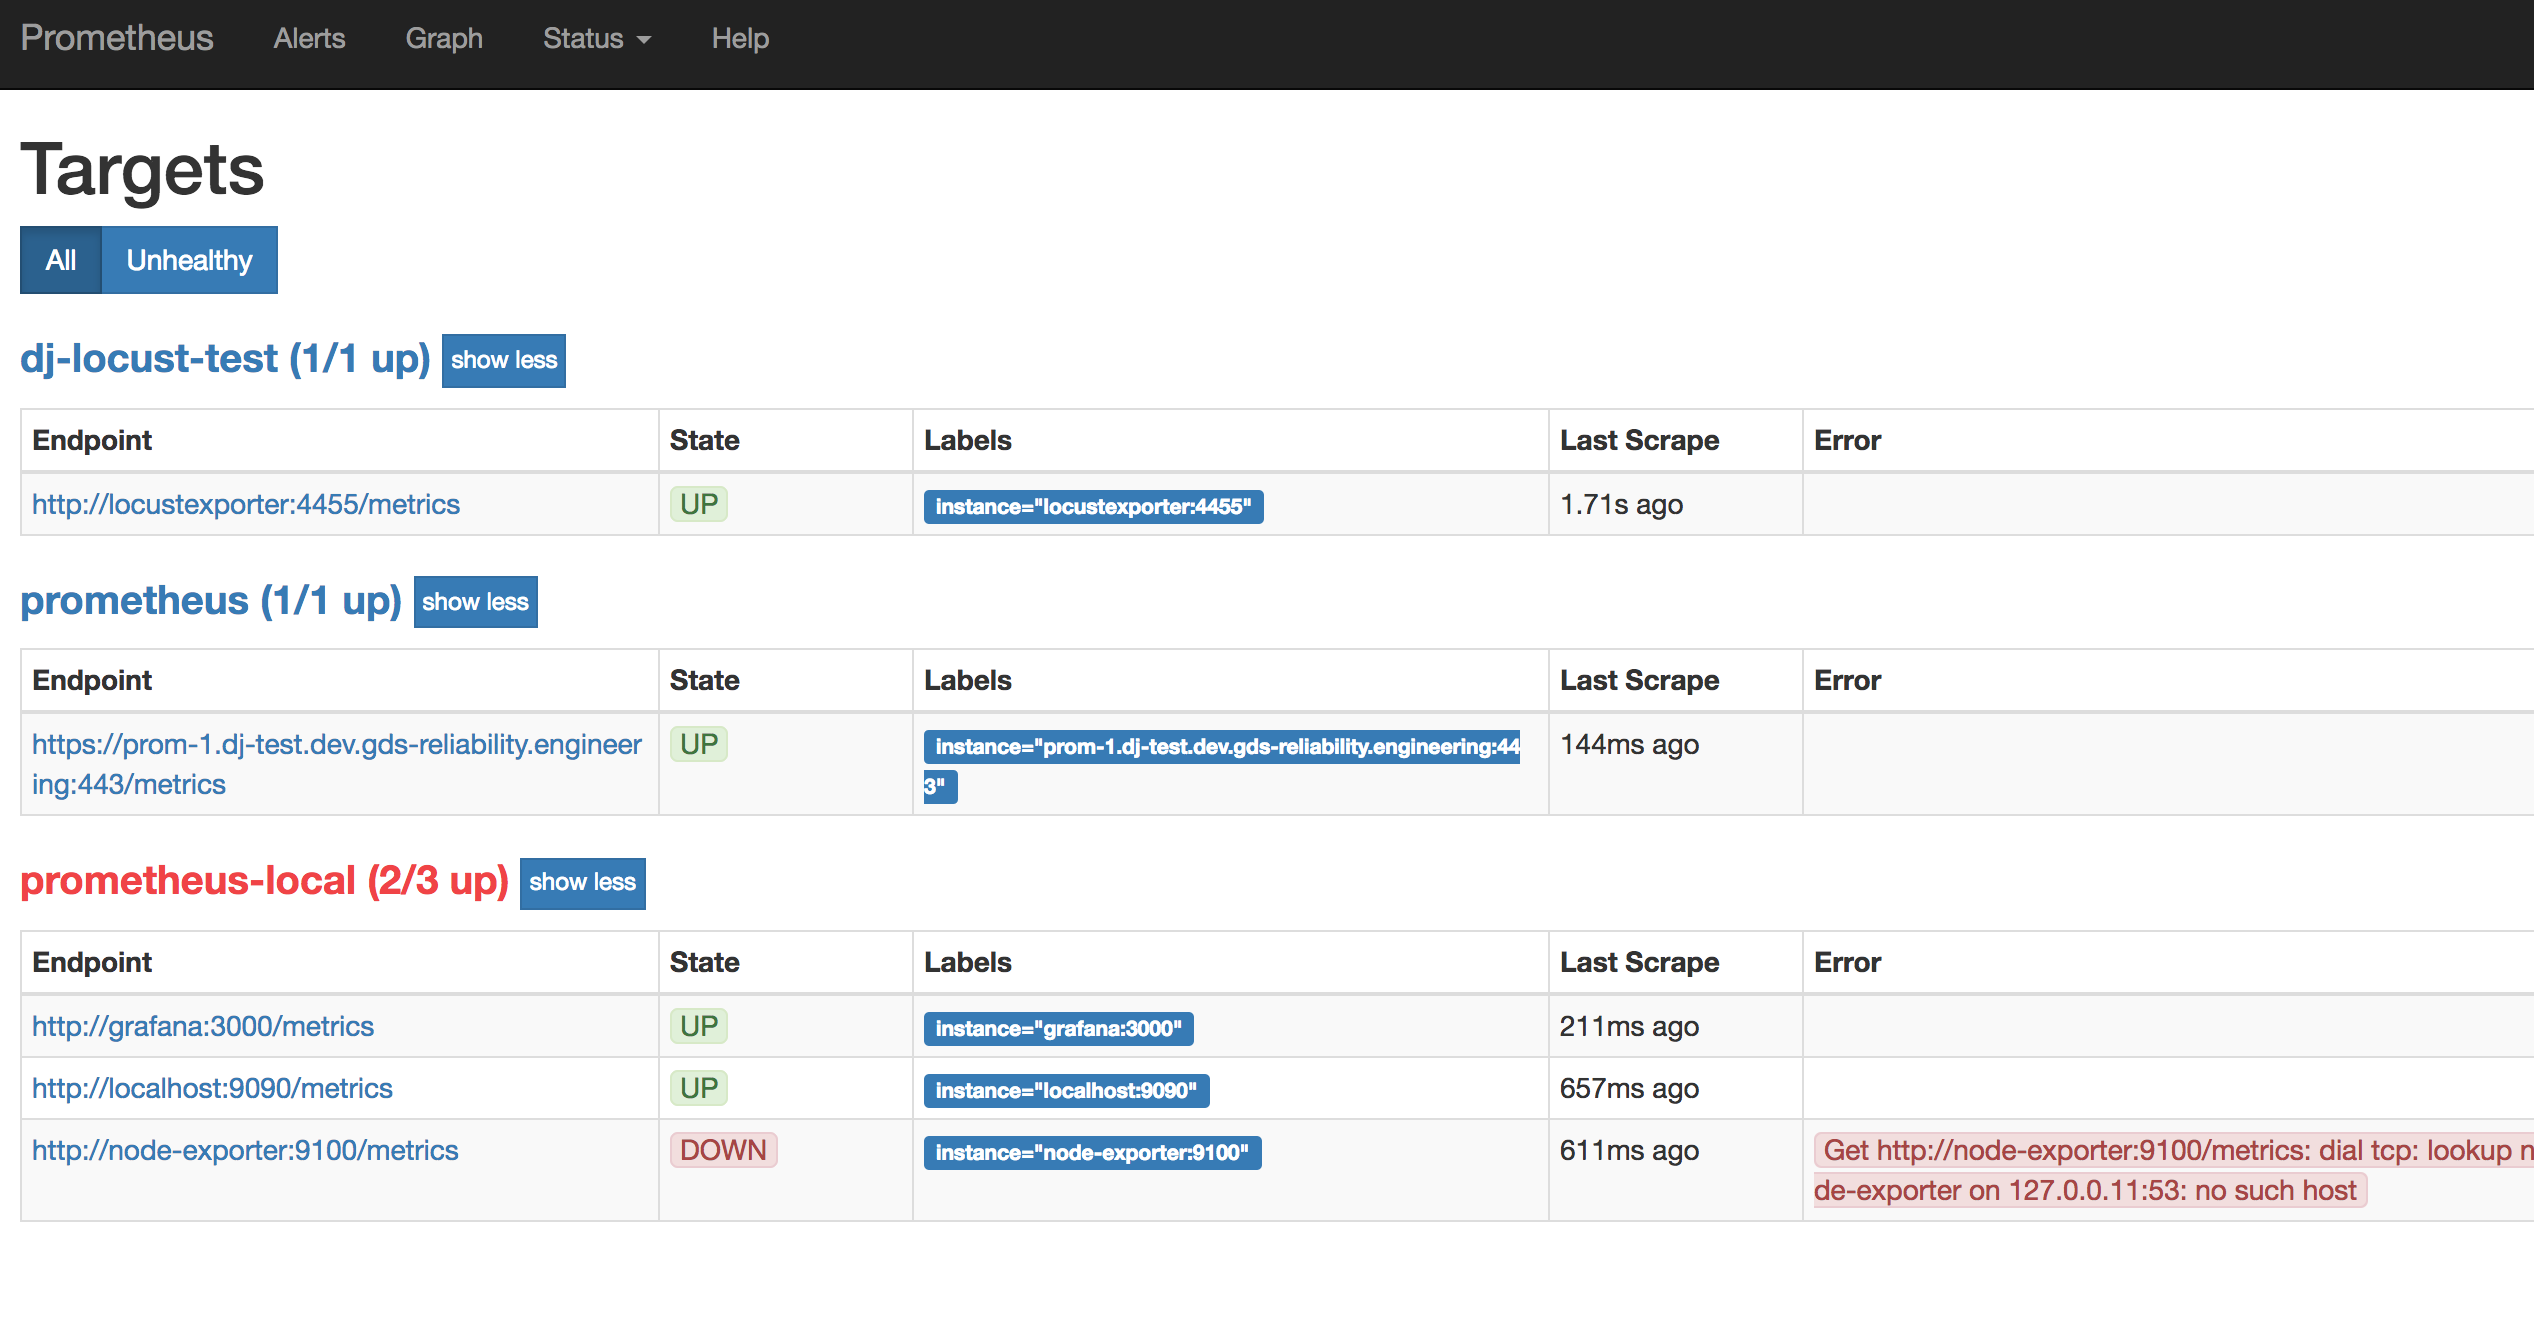 Prometheus Alerts Graph Status Help
Targets
All Unhealthy
dj-locust-test (1/1 up) show less
Endpoint State Labels Last Scrape Error
http://locustexporter:4455/metrics UP instance="locustexporter:4455" 1.71s ago
prometheus (1/1 up) show less
Endpoint State Labels Last Scrape Error
https://prom-1.dj-test.dev.gds-reliability.engineer UP instance="prom-1.dj-test.dev.gds-reliability.engineering:44 144ms ago
ing:443/metrics 3"
prometheus-local (2/3 up) show less
Endpoint State Labels Last Scrape Error
http://grafana:3000/metrics UP instance="grafana:3000" 211ms ago
http://localhost:9090/metrics UP instance="localhost:9090" 657ms ago
http://node-exporter:9100/metrics DOWN instance="node-exporter:9100" 611ms ago Get http://node-exporter:9100/metrics: dial tcp: lookup n
de-exporter on 127.0.0.11:53: no such host